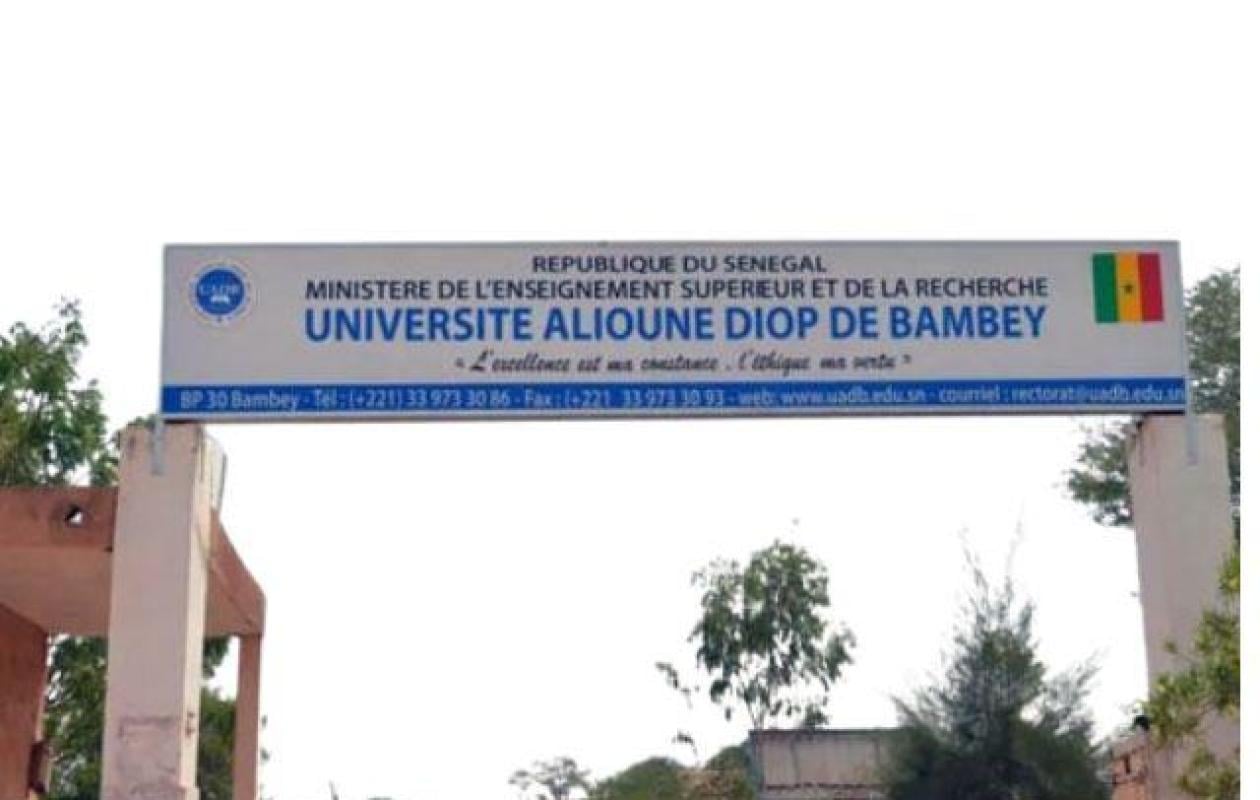 UADB
REPUBLIQUE DU SENEGAL
MINISTERE DE L'ENSEIGNEMENT SUPERIEUR ET DE LA RECHERCHE
UNIVERSITE ALIOUNE DIOP DE BAMBEY
" L'excellence est ma constance , l'éthique ma vertu "
BP 30 Bambey - Tél : (+221) 33 973 30 86 - Fax : (+221 33 973 30 93 - web: www.uadb.edu.sn - courriel : rectorat@uadb.edu.sn